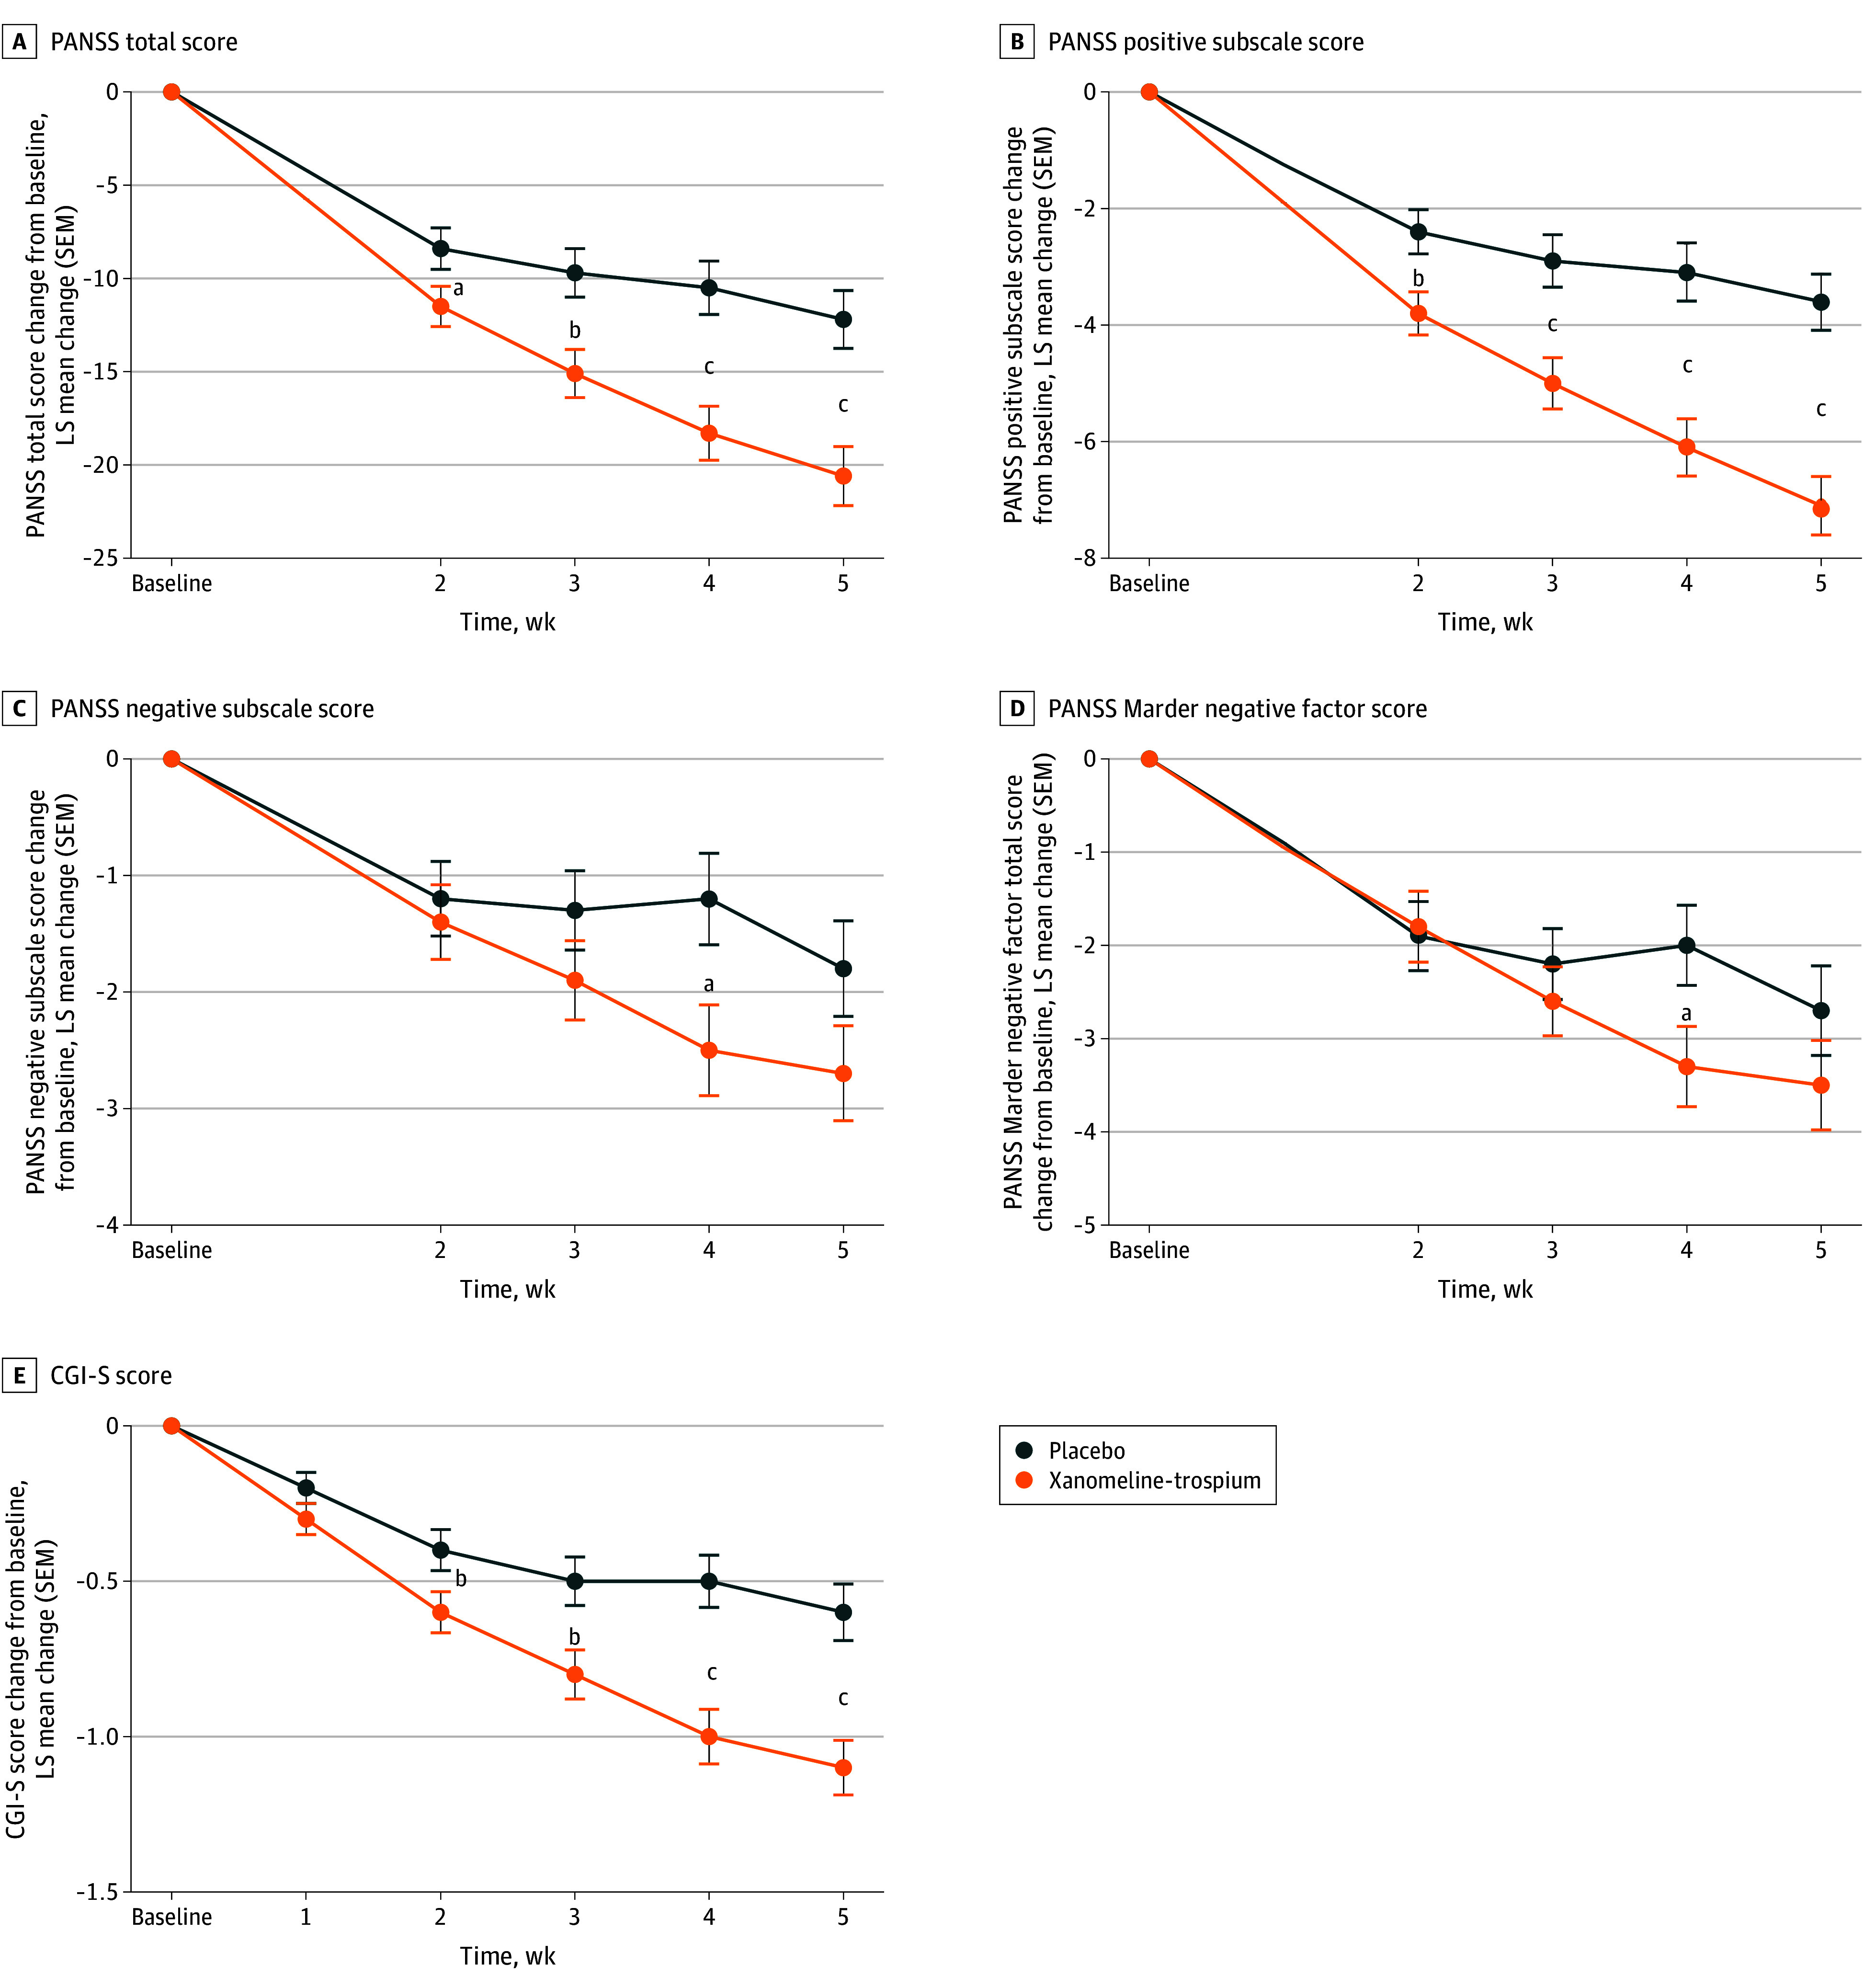 A PANSS total score
PANSS total score change from baseline,
LS mean change (SEM)
0
-5
-10
-15
-20
-25
a
b
c
c
Baseline 2 3 4 5
Time, wk
B PANSS positive subscale score
PANSS positive subscale score change
from baseline, LS mean change (SEM)
0
-2
-4
-6
-8
b
c
c
c
Baseline 2 3 4 5
Time, wk
C PANSS negative subscale score
PANSS negative subscale score change
from baseline, LS mean change (SEM)
0
-1
-2
-3
-4
a
Baseline 2 3 4 5
Time, wk
D PANSS Marder negative factor score
PANSS Marder negative factor total score
change from baseline, LS mean change (SEM)
0
-1
-2
-3
-4
-5
a
Baseline 2 3 4 5
Time, wk
E CGI-S score
CGI-S score change from baseline,
LS mean change (SEM)
0
-0.5
-1.0
-1.5
b
b
c
c
Baseline 1 2 3 4 5
Time, wk
Placebo
Xanomeline-trospium